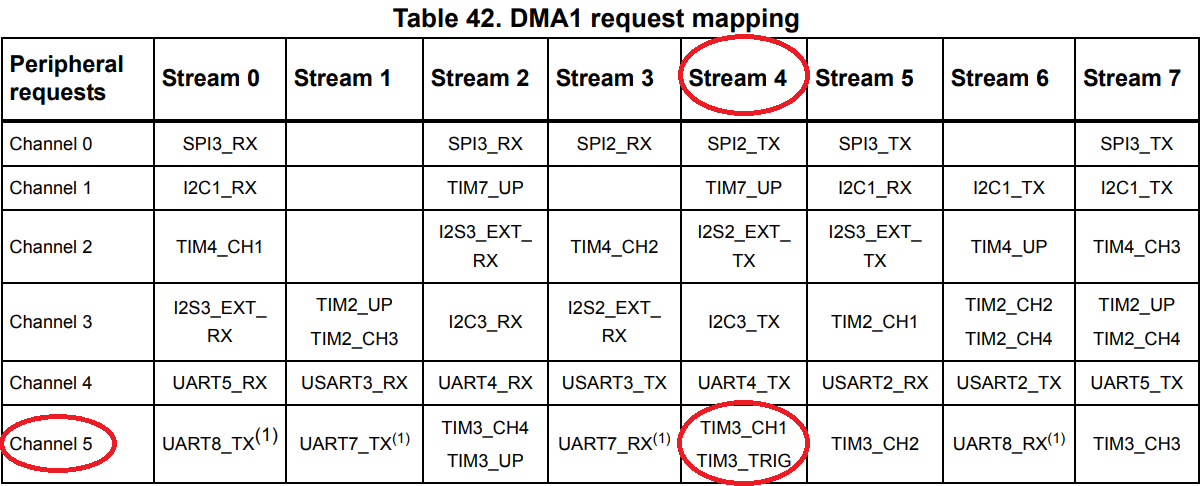 Table 42. DMA1 request mapping
Peripheral requests Stream 0 Stream 1 Stream 2 Stream 3 Stream 4 Stream 5 Stream 6 Stream 7
Channel 0 SPI3_RX SPI3_RX SPI2_RX SPI2_TX SPI3_TX SPI3_TX
Channel 1 I2C1_RX TIM7_UP TIM7_UP I2C1_RX I2C1_TX I2C1_TX
Channel 2 TIM4_CH1 I2S3_EXT_RX TIM4_CH2 I2S2_EXT_TX I2S3_EXT_TX TIM4_UP TIM4_CH3
Channel 3 I2S3_EXT_RX TIM2_UP TIM2_CH3 I2C3_RX I2S2_EXT_RX I2C3_TX TIM2_CH1 TIM2_CH2 TIM2_CH4 TIM2_UP TIM2_CH4
Channel 4 UART5_RX USART3_RX UART4_RX USART3_TX UART4_TX USART2_RX USART2_TX UART5_TX
Channel 5 UART8_TX(1) UART7_TX(1) TIM3_CH4 TIM3_UP UART7_RX(1) TIM3_CH1 TIM3_TRIG TIM3_CH2 UART8_RX(1) TIM3_CH3